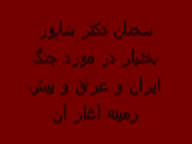 سخنان دکتر شاپور
بختیار در مورد جنگ
ایران و عراق و پیش
زمینه آغاز آن